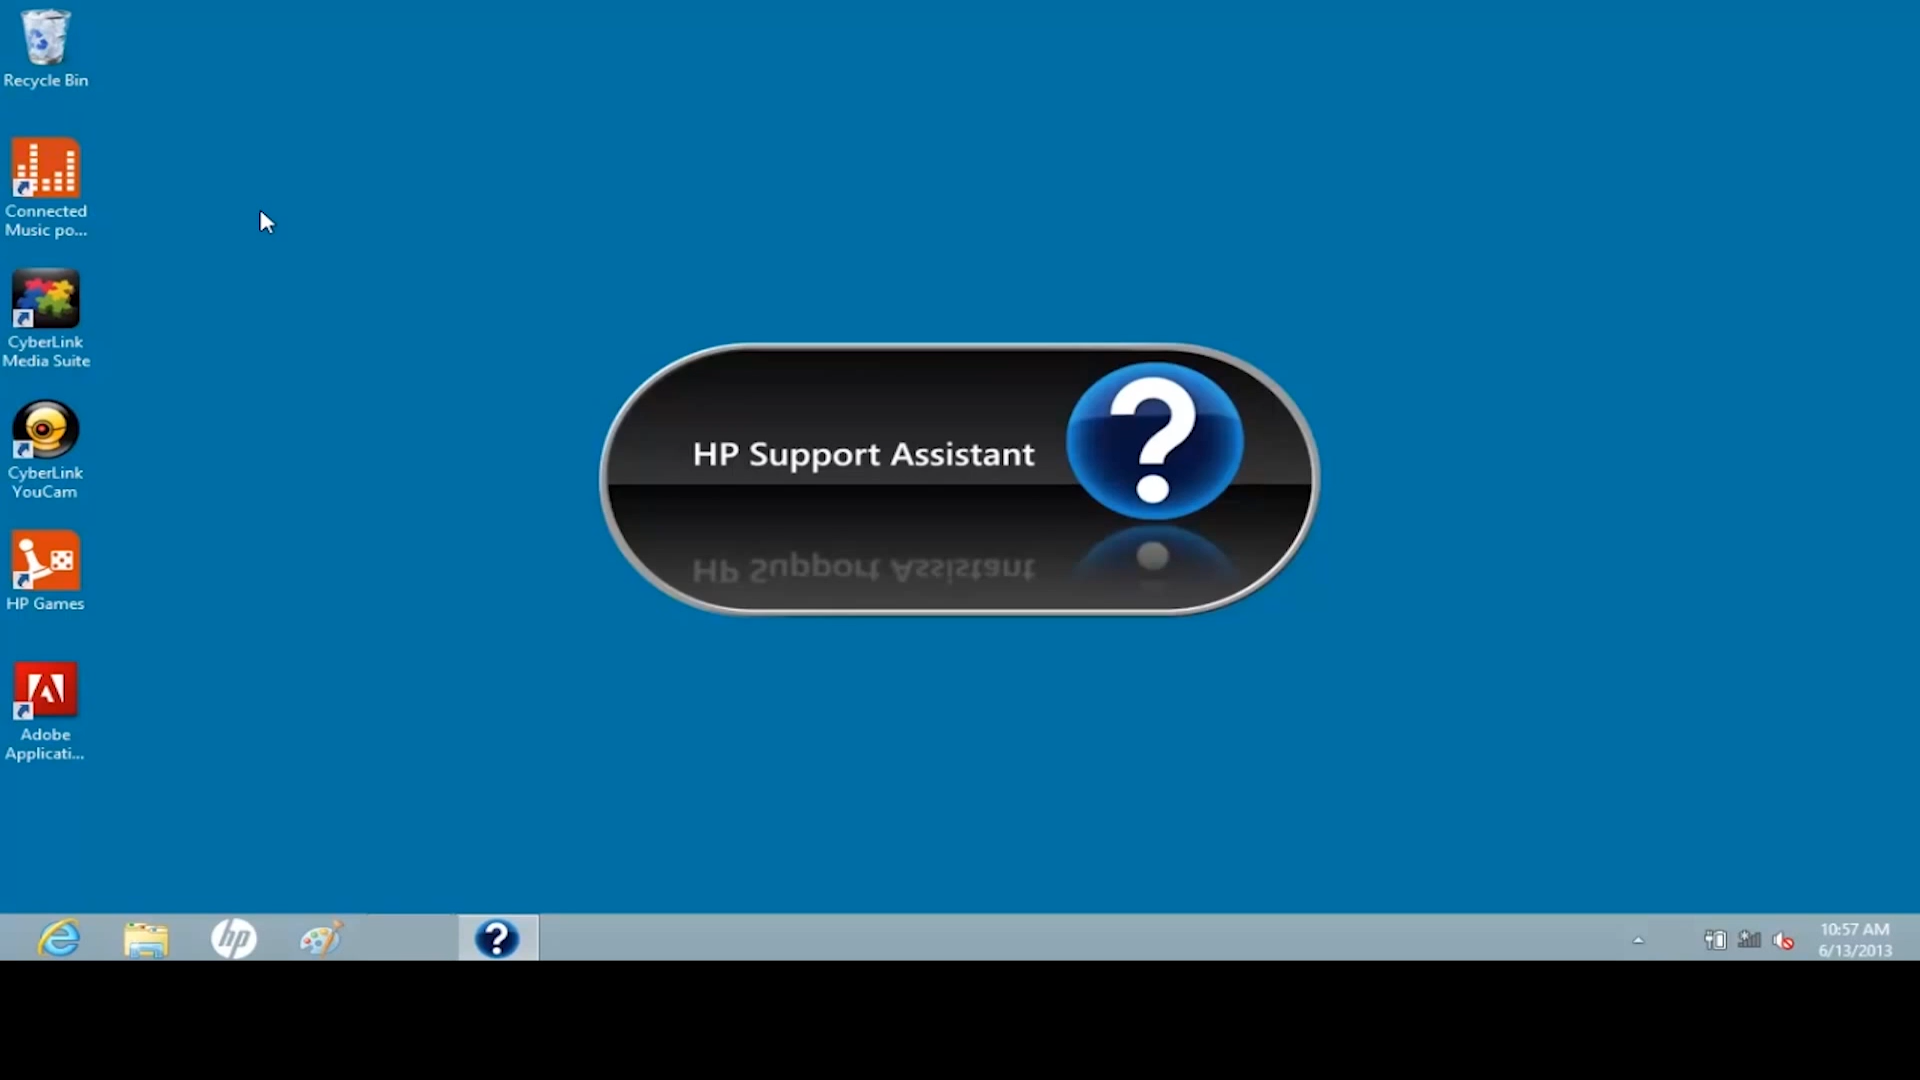 Recycle Bin
Connected
Music po...
CyberLink
Media Suite
CyberLink
YouCam
HP Games
Adobe
Applicati...
HP Support Assistant
?
HP Support Assistant
hp
?
10:57 AM
6/13/2013